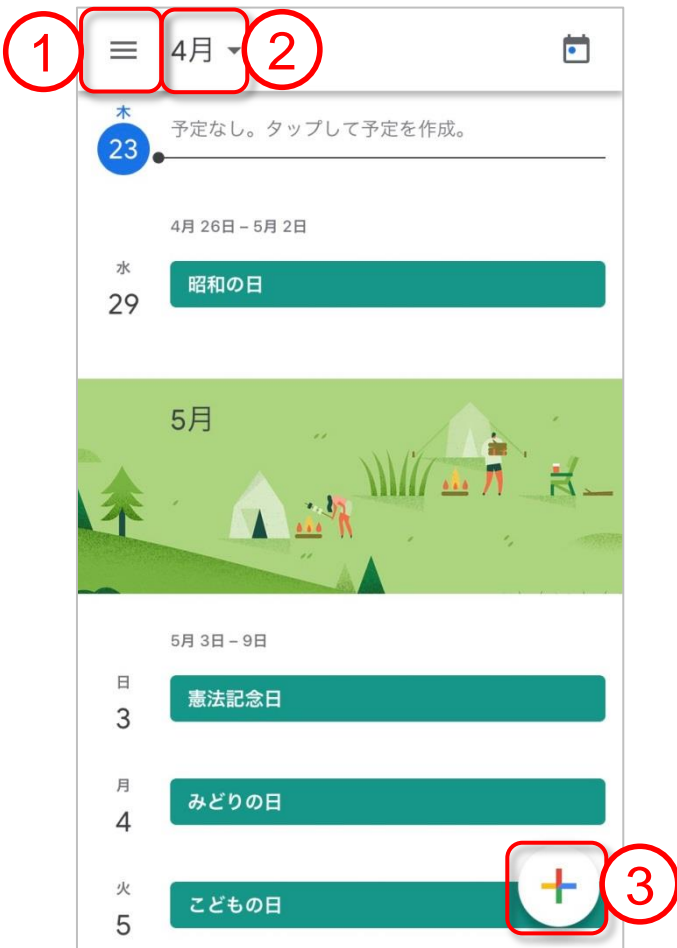 1
4月
2
木
23
予定なし。タップして予定を作成。
4月 26日 – 5月 2日
水
29
昭和の日
5月
5月 3日 – 9日
日
3
憲法記念日
月
4
みどりの日
火
5
こどもの日
3